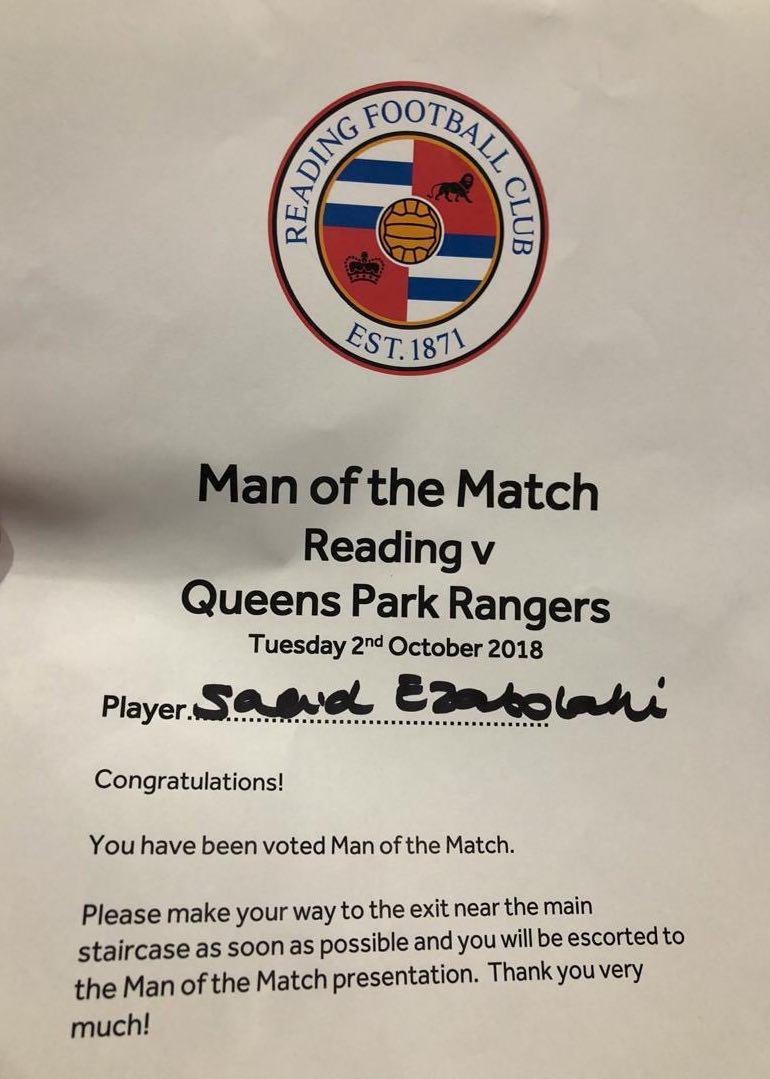 READING FOOTBALL CLUB
EST. 1871
Man of the Match
Reading v
Queens Park Rangers
Tuesday 2nd October 2018
Player..... Saeid Ezatolahi
Congratulations!
You have been voted Man of the Match.
Please make your way to the exit near the main
staircase as soon as possible and you will be escorted to
the Man of the Match presentation. Thank you very
much!